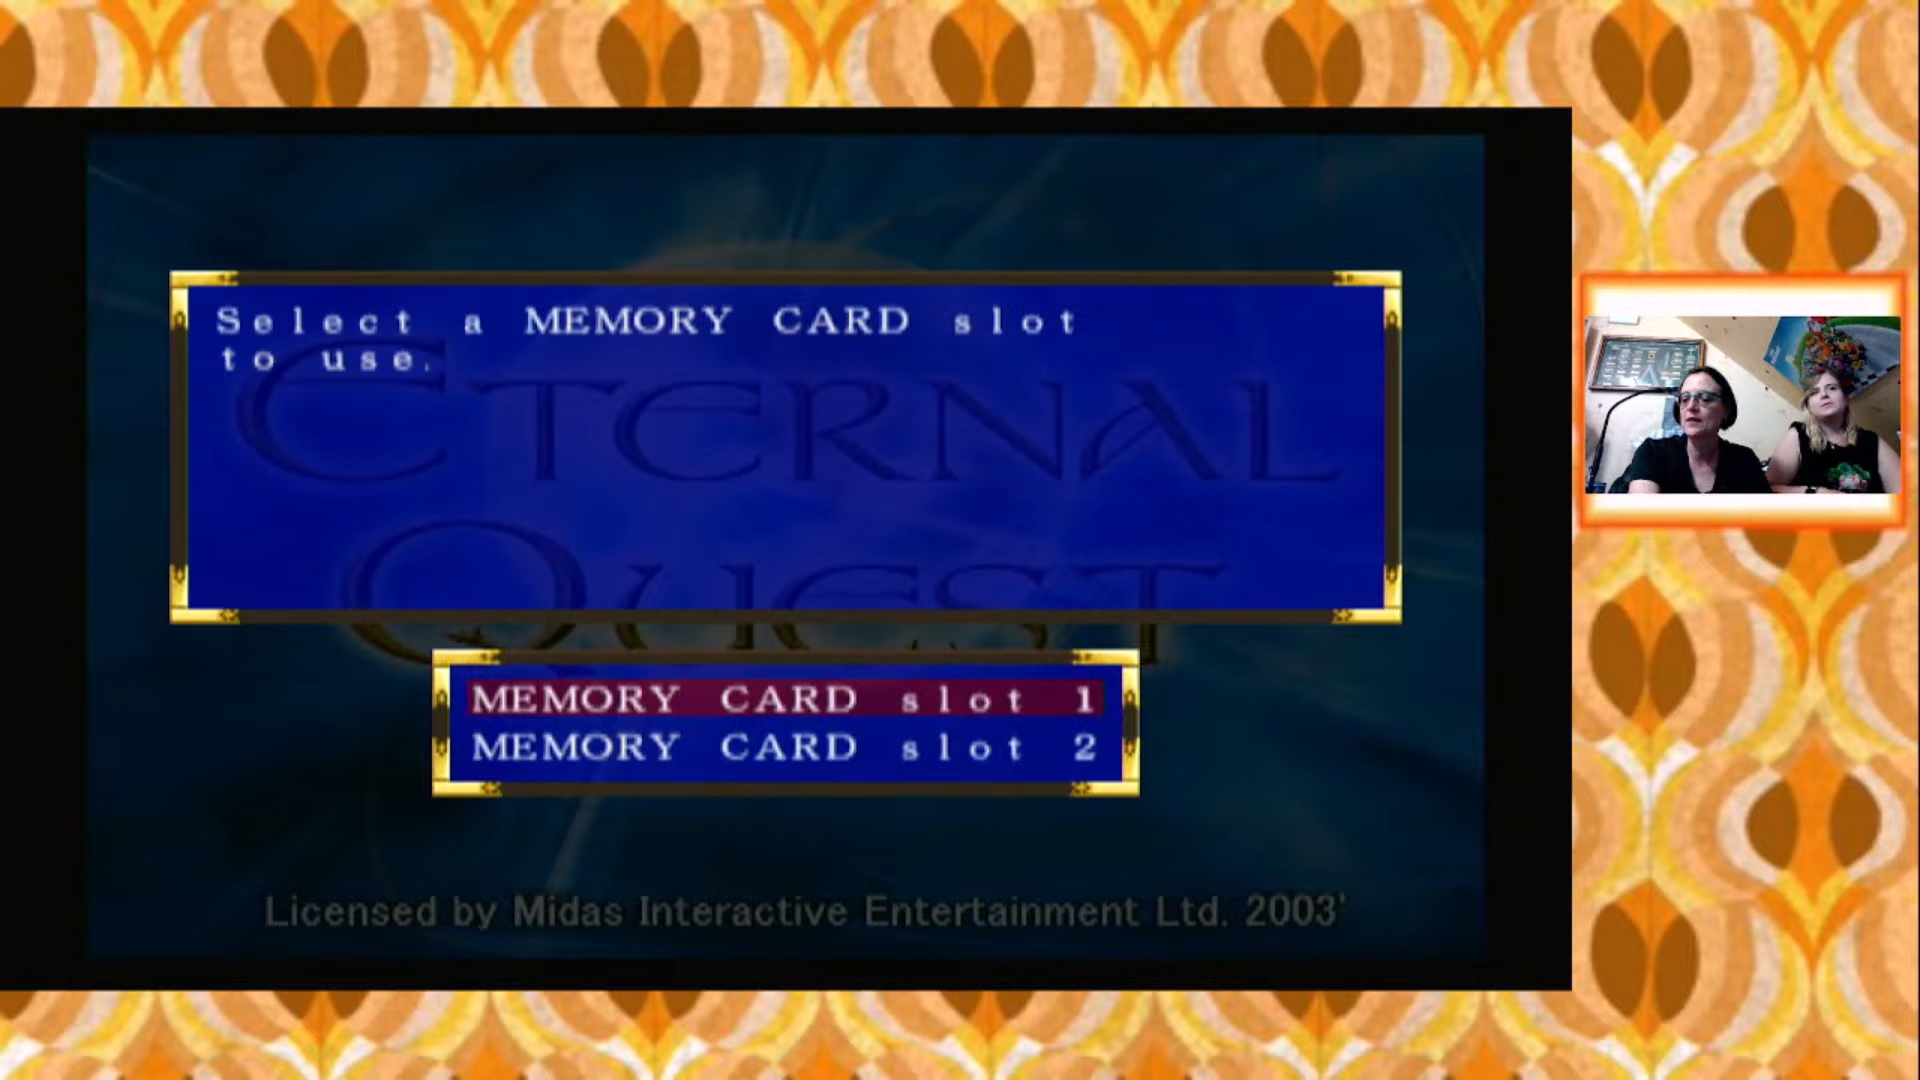 Select a MEMORY CARD slot
to use.
ETERNAL
QUEST
MEMORY CARD slot 1
MEMORY CARD slot 2
Licensed by Midas Interactive Entertainment Ltd. 2003'